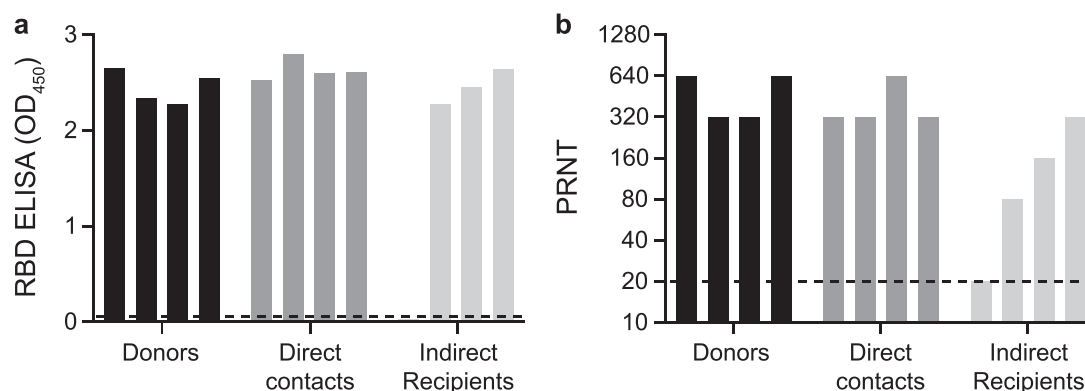 a
3
2
1
0
RBD ELISA (OD450)
Donors
Direct
contacts
Indirect
Recipients
b
1280
640
320
160
80
40
20
10
PRNT
Donors
Direct
contacts
Indirect
Recipients